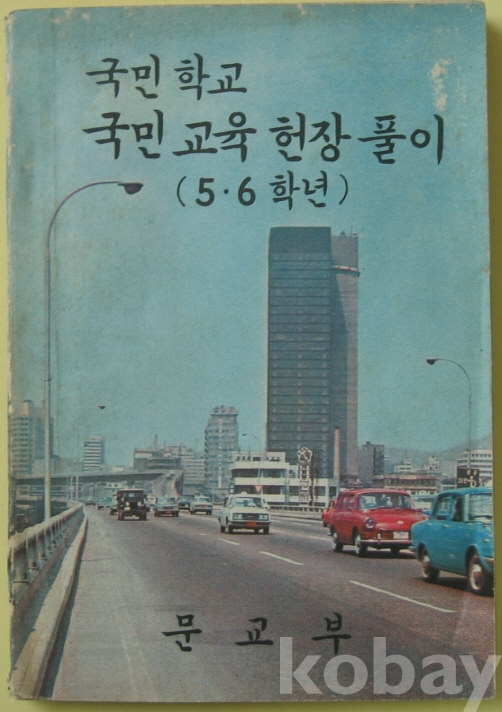 국민 학교
국민 교육 헌장 풀이
(5·6 학년)
문 교 부
kobay